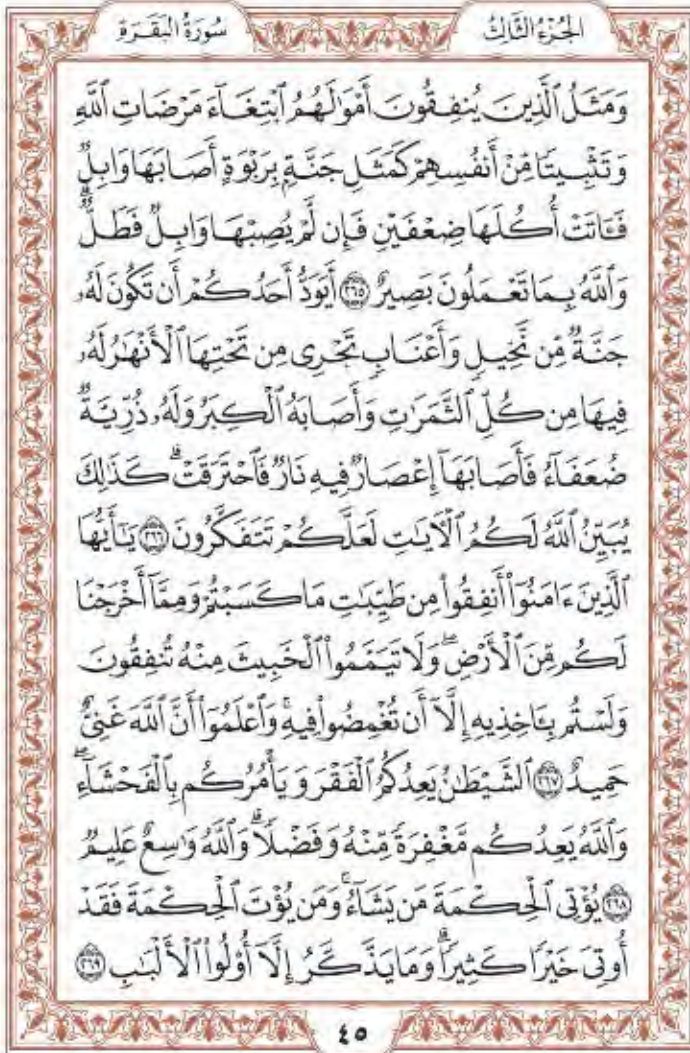 الجُزْءُ الثَّالِثُ
سُورَةُ البَقَرَةِ
وَمَثَلُ ٱلَّذِينَ يُنفِقُونَ أَمْوَٰلَهُمُ ٱبْتِغَآءَ مَرْضَاتِ ٱللَّهِ
وَتَثْبِيتًا مِّنْ أَنفُسِهِمْ كَمَثَلِ جَنَّةٍۭ بِرَبْوَةٍ أَصَابَهَا وَابِلٌ
فَـَٔاتَتْ أُكُلَهَا ضِعْفَيْنِ فَإِن لَّمْ يُصِبْهَا وَابِلٌ فَطَلٌّۗ
وَٱللَّهُ بِمَا تَعْمَلُونَ بَصِيرٌ ٢٦٥ أَيَوَدُّ أَحَدُكُمْ أَن تَكُونَ لَهُۥ
جَنَّةٌ مِّن نَّخِيلٍ وَأَعْنَابٍ تَجْرِى مِن تَحْتِهَا ٱلْأَنْهَٰرُ لَهُۥ
فِيهَا مِن كُلِّ ٱلثَّمَرَٰتِ وَأَصَابَهُ ٱلْكِبَرُ وَلَهُۥ ذُرِّيَّةٌ
ضُعَفَآءُ فَأَصَابَهَآ إِعْصَارٌ فِيهِ نَارٌ فَٱحْتَرَقَتْۗ كَذَٰلِكَ
يُبَيِّنُ ٱللَّهُ لَكُمُ ٱلْـَٔايَٰتِ لَعَلَّكُمْ تَتَفَكَّرُونَ ٢٦٦ يَٰٓأَيُّهَا
ٱلَّذِينَ ءَامَنُوٓا۟ أَنفِقُوا۟ مِن طَيِّبَٰتِ مَا كَسَبْتُمْ وَمِمَّآ أَخْرَجْنَا
لَكُم مِّنَ ٱلْأَرْضِۖ وَلَا تَيَمَّمُوا۟ ٱلْخَبِيثَ مِنْهُ تُنفِقُونَ
وَلَسْتُم بِـَٔاخِذِيهِ إِلَّآ أَن تُغْمِضُوا۟ فِيهِۚ وَٱعْلَمُوٓا۟ أَنَّ ٱللَّهَ غَنِىٌّ
حَمِيدٌ ٢٦٧ ٱلشَّيْطَٰنُ يَعِدُكُمُ ٱلْفَقْرَ وَيَأْمُرُكُم بِٱلْفَحْشَآءِۖ
وَٱللَّهُ يَعِدُكُم مَّغْفِرَةً مِّنْهُ وَفَضْلًاۗ وَٱللَّهُ وَٰسِعٌ عَلِيمٌ
٢٦٨ يُؤْتِى ٱلْحِكْمَةَ مَن يَشَآءُۚ وَمَن يُؤْتَ ٱلْحِكْمَةَ فَقَدْ
أُوتِىَ خَيْرًا كَثِيرًاۗ وَمَا يَذَّكَّرُ إِلَّآ أُو۟لُوا۟ ٱلْأَلْبَٰبِ ٢٦٩
٤٥